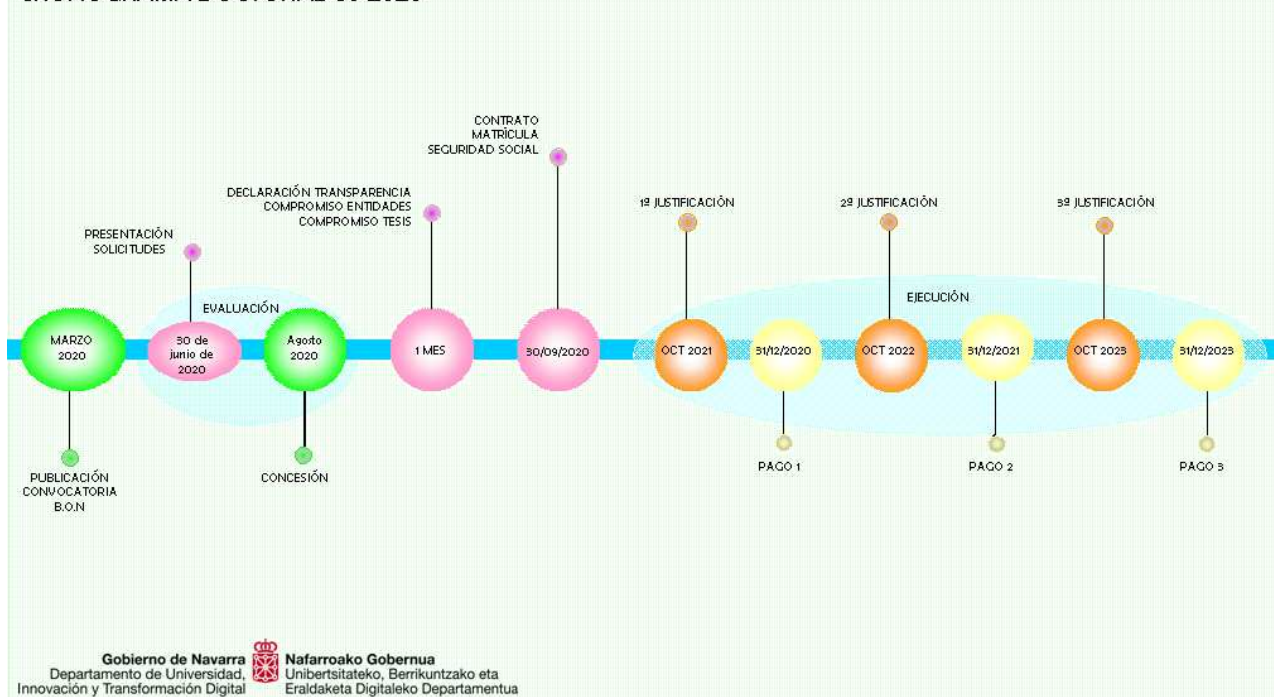 CONTRATO
MATRÍCULA
SEGURIDAD SOCIAL
DECLARACIÓN TRANSPARENCIA
COMPROMISO ENTIDADES
COMPROMISO TESIS
1ª JUSTIFICACIÓN
2ª JUSTIFICACIÓN
3ª JUSTIFICACIÓN
PRESENTACIÓN
SOLICITUDES
EVALUACIÓN
EJECUCIÓN
MARZO
2020
30 de
junio de
2020
Agosto
2020
1 MES
30/09/2020
OCT 2021
31/12/2020
OCT 2022
31/12/2021
OCT 2023
31/12/2023
PUBLICACIÓN
CONVOCATORIA
B.O.N
CONCESIÓN
PAGO 1
PAGO 2
PAGO 3
Gobierno de Navarra
Departamento de Universidad,
Innovación y Transformación Digital
Nafarroako Gobernua
Unibertsitateko, Berrikuntzako eta
Eraldaketa Digitaleko Departamentua